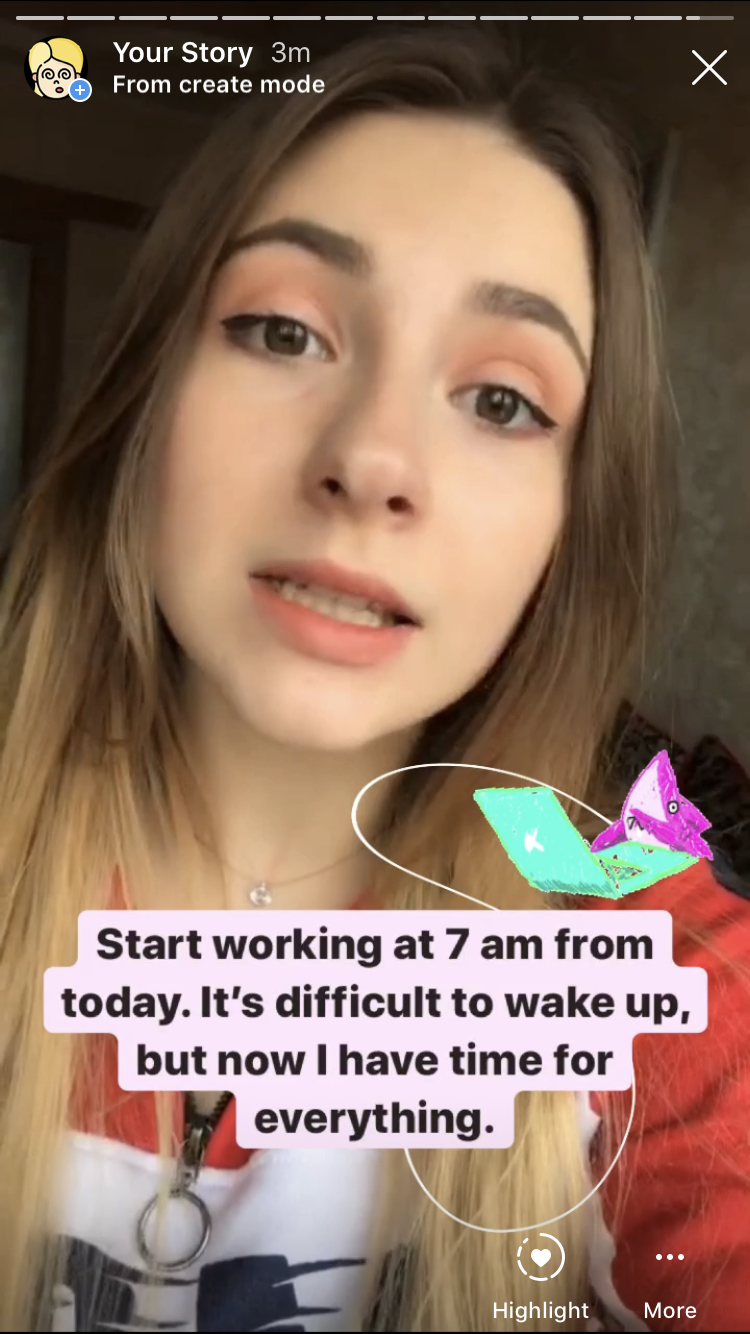 Your Story 3m
From create mode
Start working at 7 am from
today. It's difficult to wake up,
but now I have time for
everything.
Highlight
More